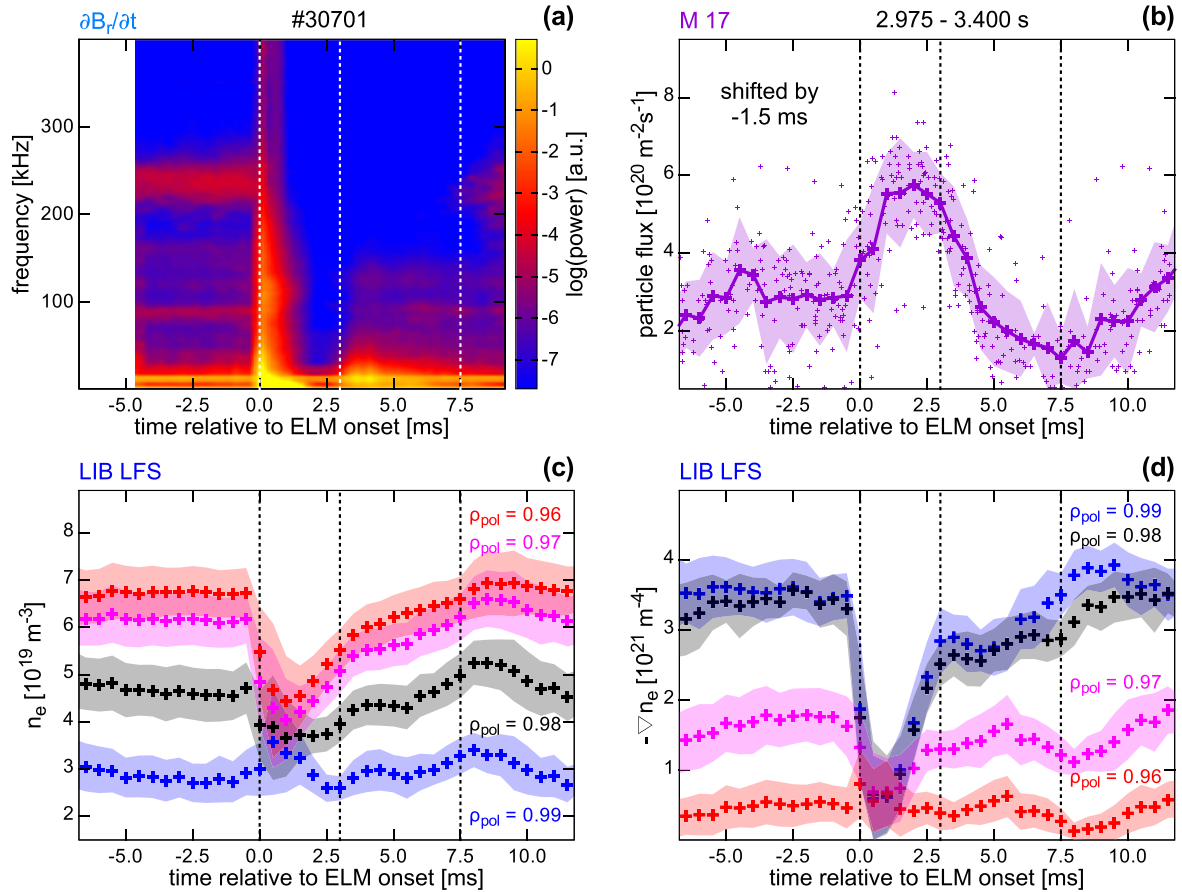 ∂Bᵣ/∂t #30701 (a)
frequency [kHz]
300
200
100
-5.0 -2.5 0.0 2.5 5.0 7.5
time relative to ELM onset [ms]
0
-1
-2
-3
-4
-5
-6
-7
log(power) [a.u.]
M 17 2.975 - 3.400 s (b)
shifted by
-1.5 ms
particle flux [10²⁰ m⁻²s⁻¹]
8
6
4
2
-5.0 -2.5 0.0 2.5 5.0 7.5 10.0
time relative to ELM onset [ms]
LIB LFS (c)
nₑ [10¹⁹ m⁻³]
8
7
6
5
4
3
2
ρpol = 0.96
ρpol = 0.97
ρpol = 0.98
ρpol = 0.99
-5.0 -2.5 0.0 2.5 5.0 7.5 10.0
time relative to ELM onset [ms]
LIB LFS (d)
-▽nₑ [10²¹ m⁻⁴]
4
3
2
1
ρpol = 0.99
ρpol = 0.98
ρpol = 0.97
ρpol = 0.96
-5.0 -2.5 0.0 2.5 5.0 7.5 10.0
time relative to ELM onset [ms]